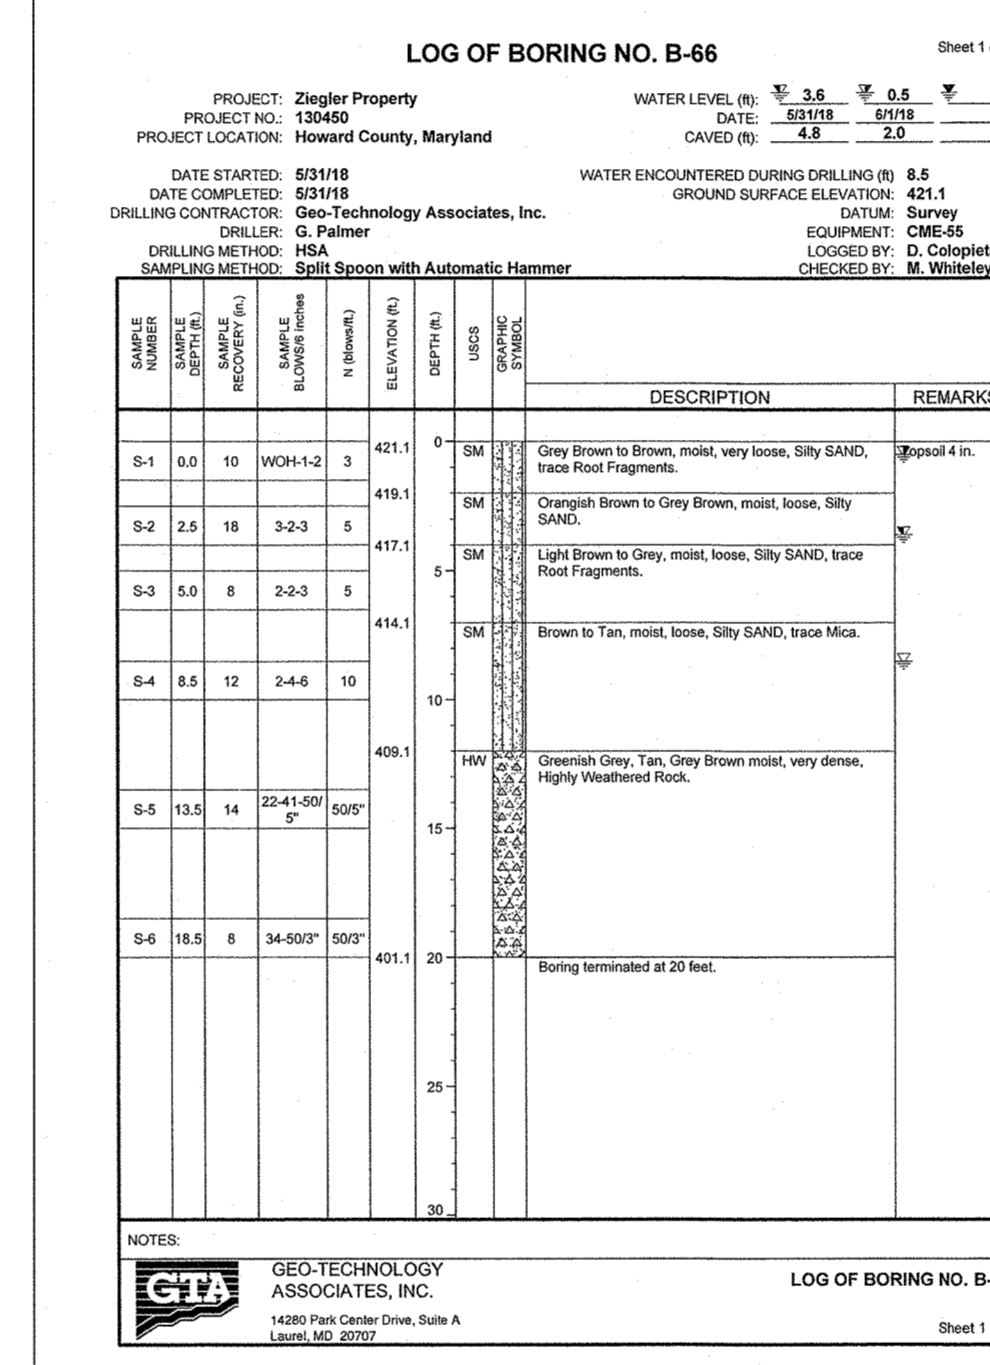 LOG OF BORING NO. B-66
Sheet 1
PROJECT: Ziegler Property
PROJECT NO.: 130450
PROJECT LOCATION: Howard County, Maryland
WATER LEVEL (ft): 3.6 0.5
DATE: 5/31/18 6/1/18
CAVED (ft): 4.8 2.0
DATE STARTED: 5/31/18
DATE COMPLETED: 5/31/18
DRILLING CONTRACTOR: Geo-Technology Associates, Inc.
DRILLER: G. Palmer
DRILLING METHOD: HSA
SAMPLING METHOD: Split Spoon with Automatic Hammer
WATER ENCOUNTERED DURING DRILLING (ft) 8.5
GROUND SURFACE ELEVATION: 421.1
DATUM: Survey
EQUIPMENT: CME-55
LOGGED BY: D. Colopiet
CHECKED BY: M. Whiteley
SAMPLE NUMBER
SAMPLE DEPTH (ft.)
SAMPLE RECOVERY (in.)
SAMPLE BLOWS/6 inches
N (blows/ft.)
ELEVATION (ft.)
DEPTH (ft.)
USCS
GRAPHIC SYMBOL
DESCRIPTION
REMARKS
421.1 0
S-1 0.0 10 WOH-1-2 3
SM Grey Brown to Brown, moist, very loose, Silty SAND,
trace Root Fragments.
Topsoil 4 in.
419.1
S-2 2.5 18 3-2-3 5
SM Orangish Brown to Grey Brown, moist, loose, Silty
SAND.
417.1
SM Light Brown to Grey, moist, loose, Silty SAND, trace
Root Fragments.
5
S-3 5.0 8 2-2-3 5
414.1
SM Brown to Tan, moist, loose, Silty SAND, trace Mica.
S-4 8.5 12 2-4-6 10
10
409.1
HW Greenish Grey, Tan, Grey Brown moist, very dense,
Highly Weathered Rock.
S-5 13.5 14 22-41-50/5" 50/5"
15
S-6 18.5 8 34-50/3" 50/3"
401.1 20
Boring terminated at 20 feet.
25
30
NOTES:
GTA
GEO-TECHNOLOGY
ASSOCIATES, INC.
14280 Park Center Drive, Suite A
Laurel, MD 20707
LOG OF BORING NO. B-
Sheet 1